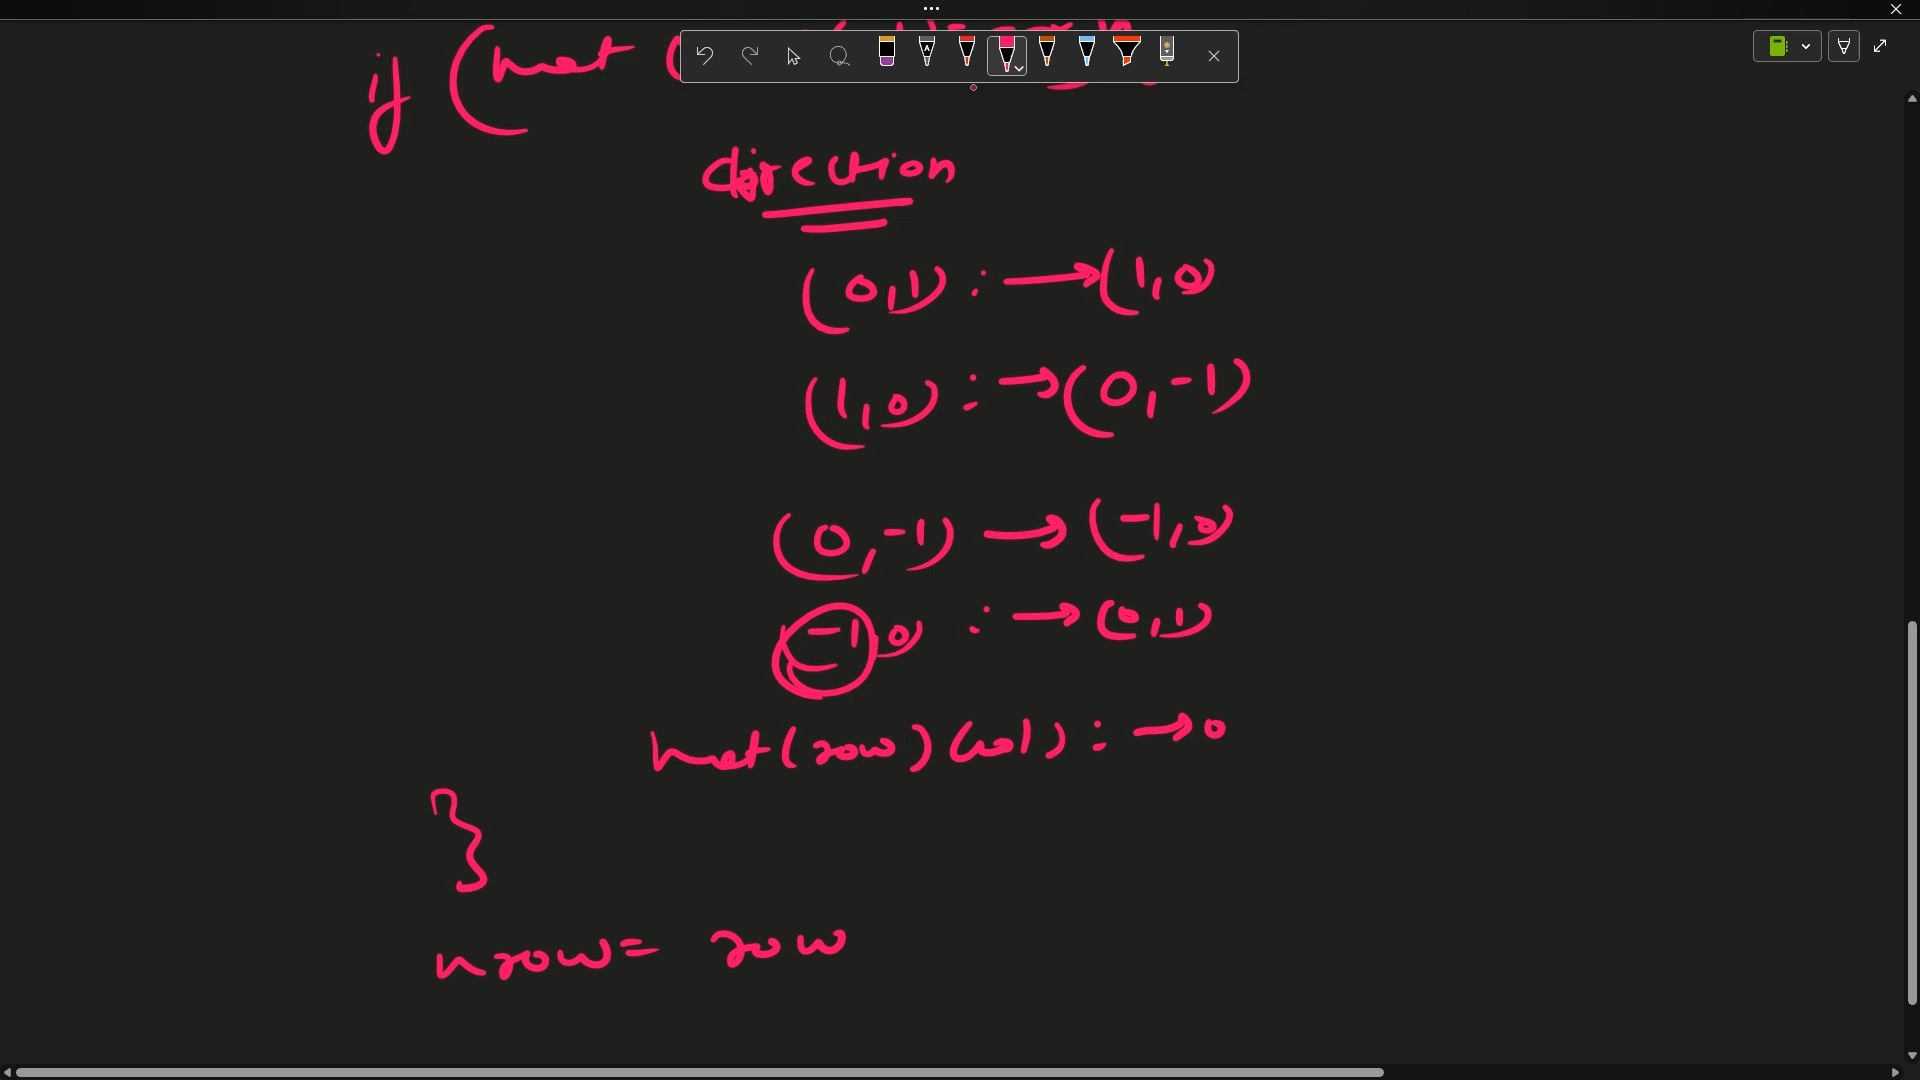 if (mat (
direction
(0,1) : → (1,0)
(1,0) : → (0,-1)
(0,-1) → (-1,0)
(-1,0) : → (0,1)
mat(row)(col) : → 0
}
nrow = row